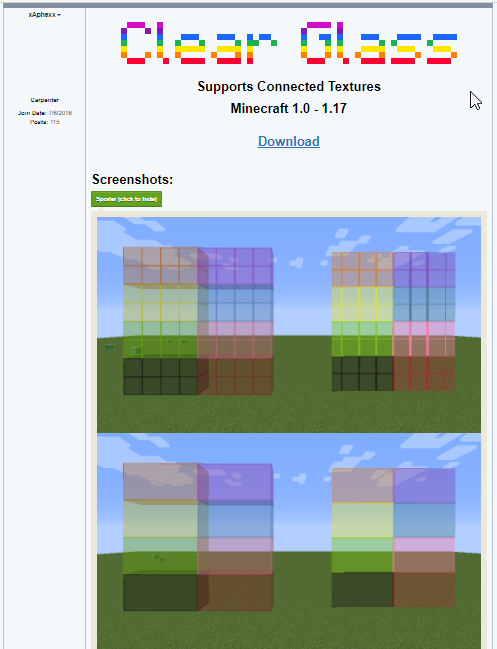 xAphexx
Clear Glass
Carpenter
Join Date: 7/6/2016
Posts: 115
Supports Connected Textures
Minecraft 1.0 - 1.17
Download
Screenshots:
Spoiler (click to hide)